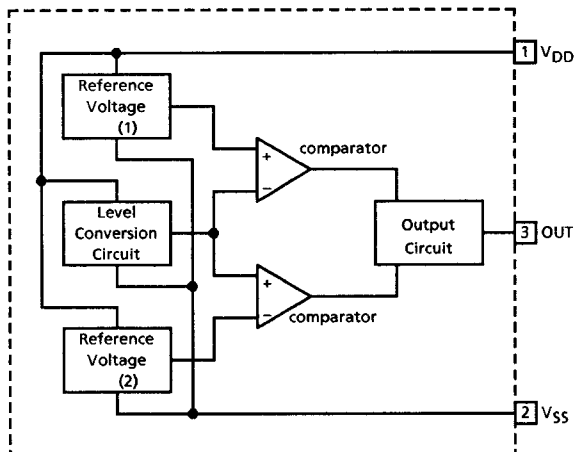 1 VDD
Reference
Voltage
(1)
comparator
+
−
Level
Conversion
Circuit
Output
Circuit
3 OUT
+
−
comparator
Reference
Voltage
(2)
2 VSS